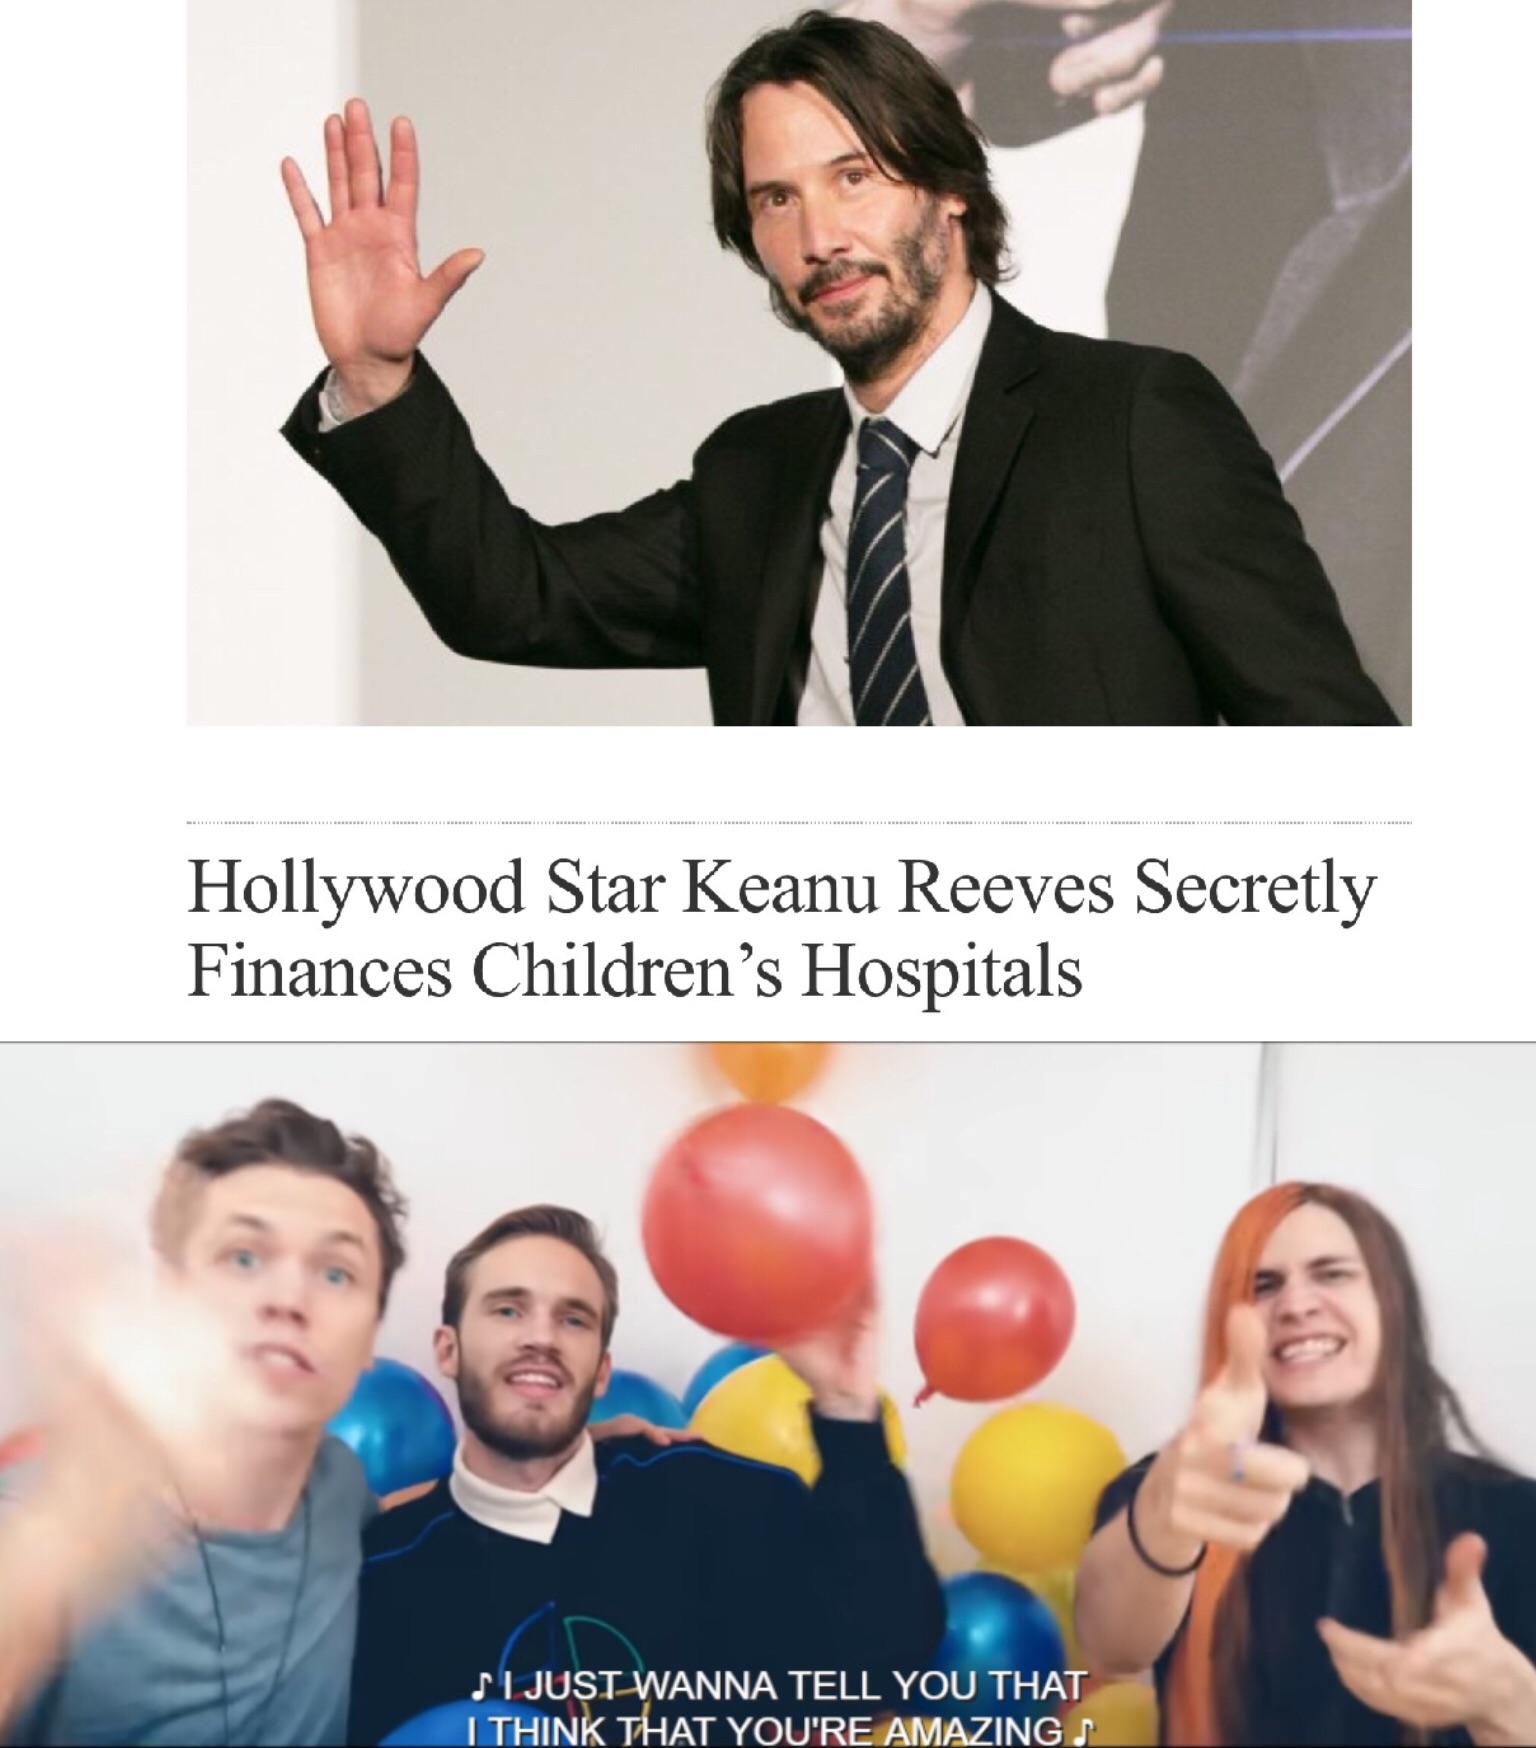 Hollywood Star Keanu Reeves Secretly
Finances Children’s Hospitals
♪ I JUST WANNA TELL YOU THAT
I THINK THAT YOU'RE AMAZING ♪